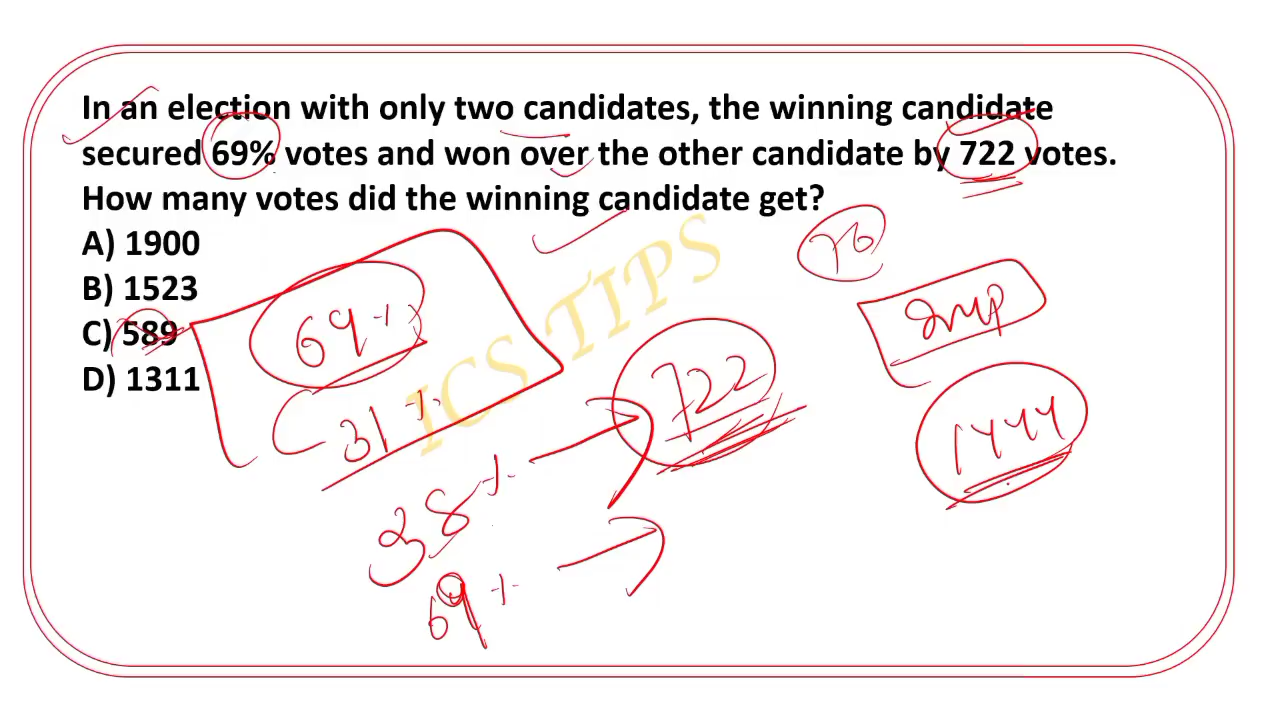 In an election with only two candidates, the winning candidate
secured 69% votes and won over the other candidate by 722 votes.
How many votes did the winning candidate get?
A) 1900
B) 1523
C) 589
D) 1311
ICS TIPS
69%
31%
722
1444
38%
69%